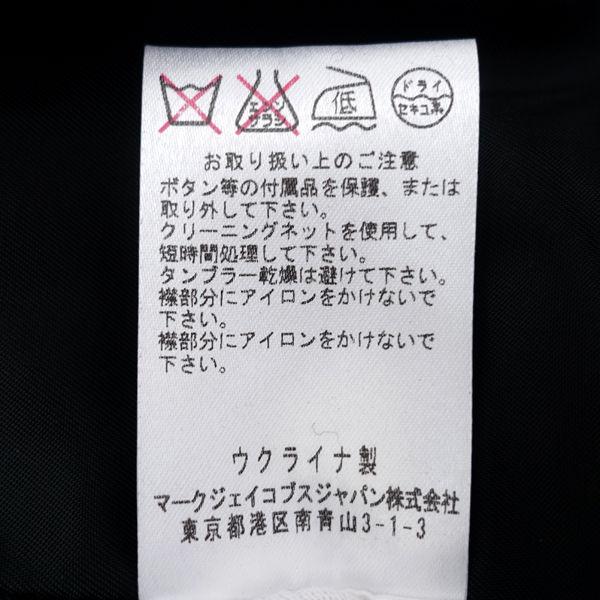 エンソ
サラシ
低
ドライ
セキユ系
お取り扱い上のご注意
ボタン等の付属品を保護、または
取り外して下さい。
クリーニングネットを使用して、
短時間処理して下さい。
タンブラー乾燥は避けて下さい。
襟部分にアイロンをかけないで
下さい。
襟部分にアイロンをかけないで
下さい。
ウクライナ製
マークジェイコブスジャパン株式会社
東京都港区南青山3-1-3